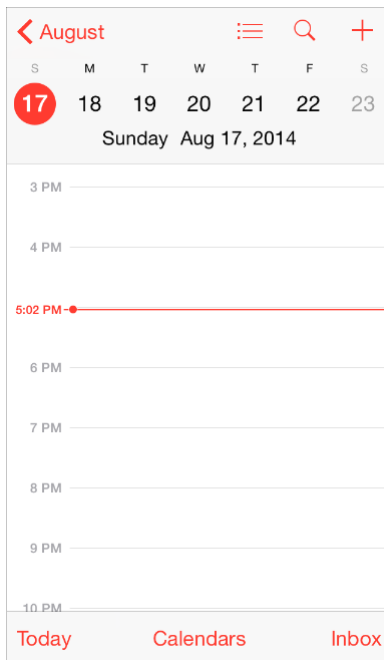 August
S M T W T F S
17 18 19 20 21 22 23
Sunday Aug 17, 2014
3 PM
4 PM
5:02 PM
6 PM
7 PM
8 PM
9 PM
10 PM
Today Calendars Inbox